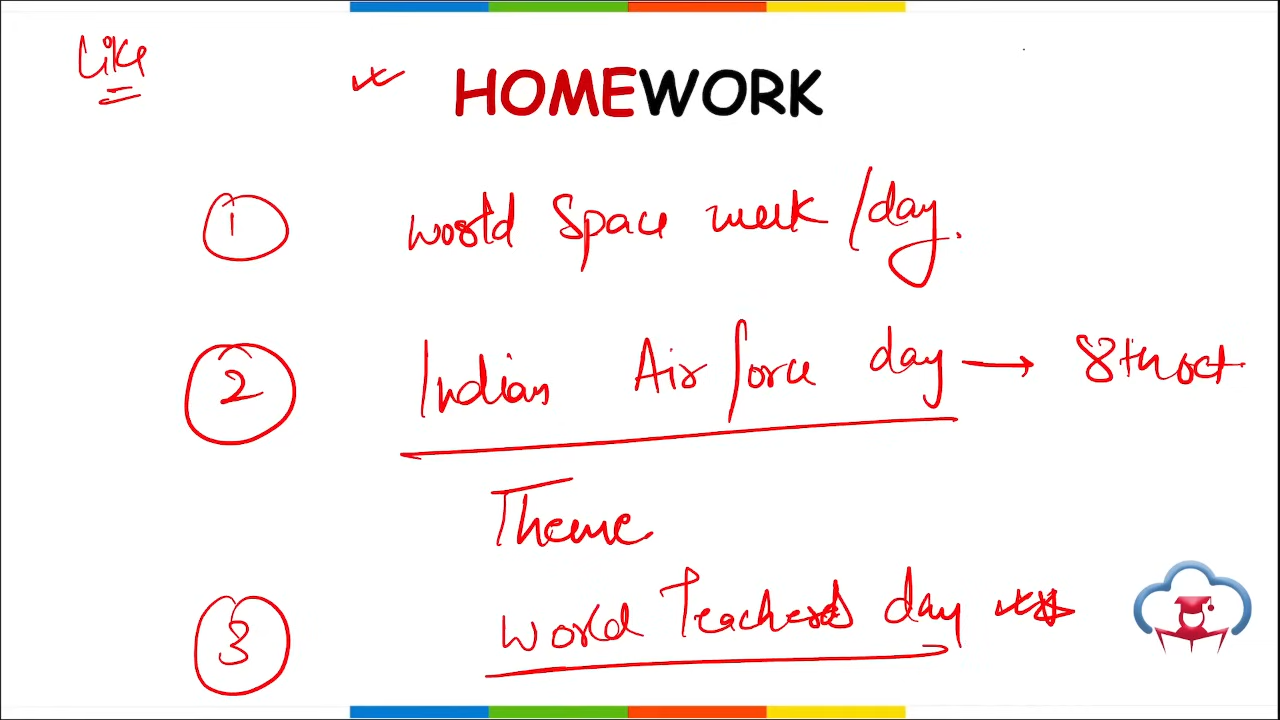 Like
HOMEWORK
1 World Space week/day.
2 Indian Air force day → 8th oct
Theme
3 World Teachers day